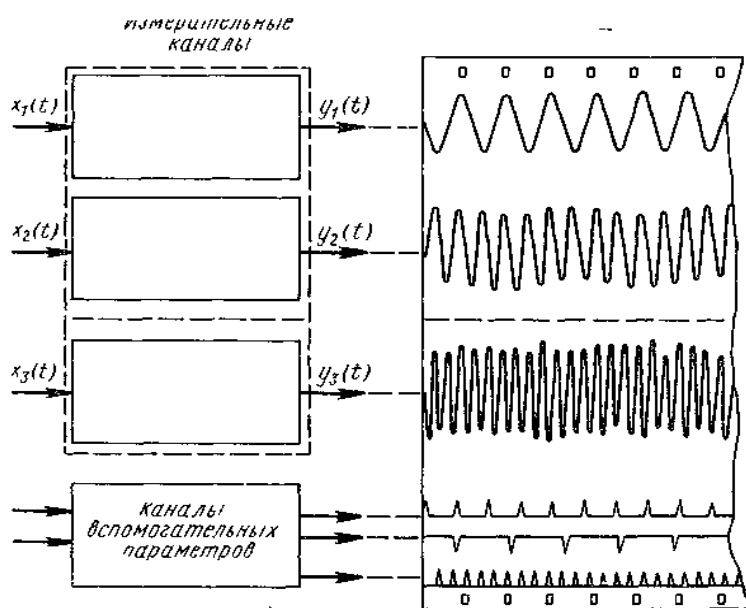 измерительные
каналы
x₁(t)
y₁(t)
x₂(t)
y₂(t)
x₃(t)
y₃(t)
каналы
вспомогательных
параметров